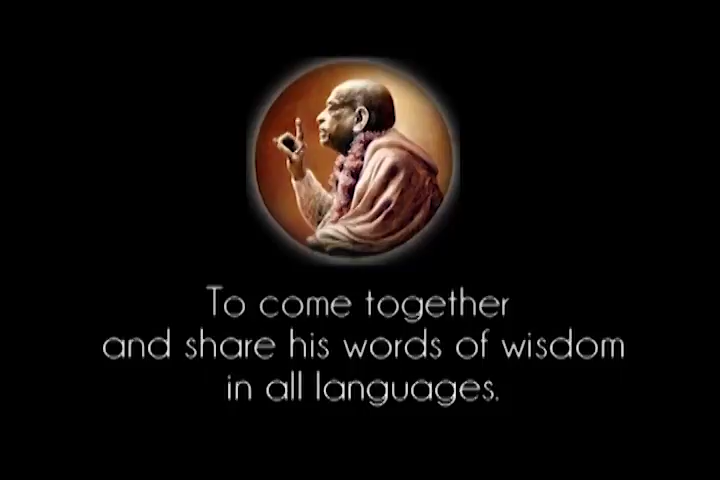 To come together
and share his words of wisdom
in all languages.